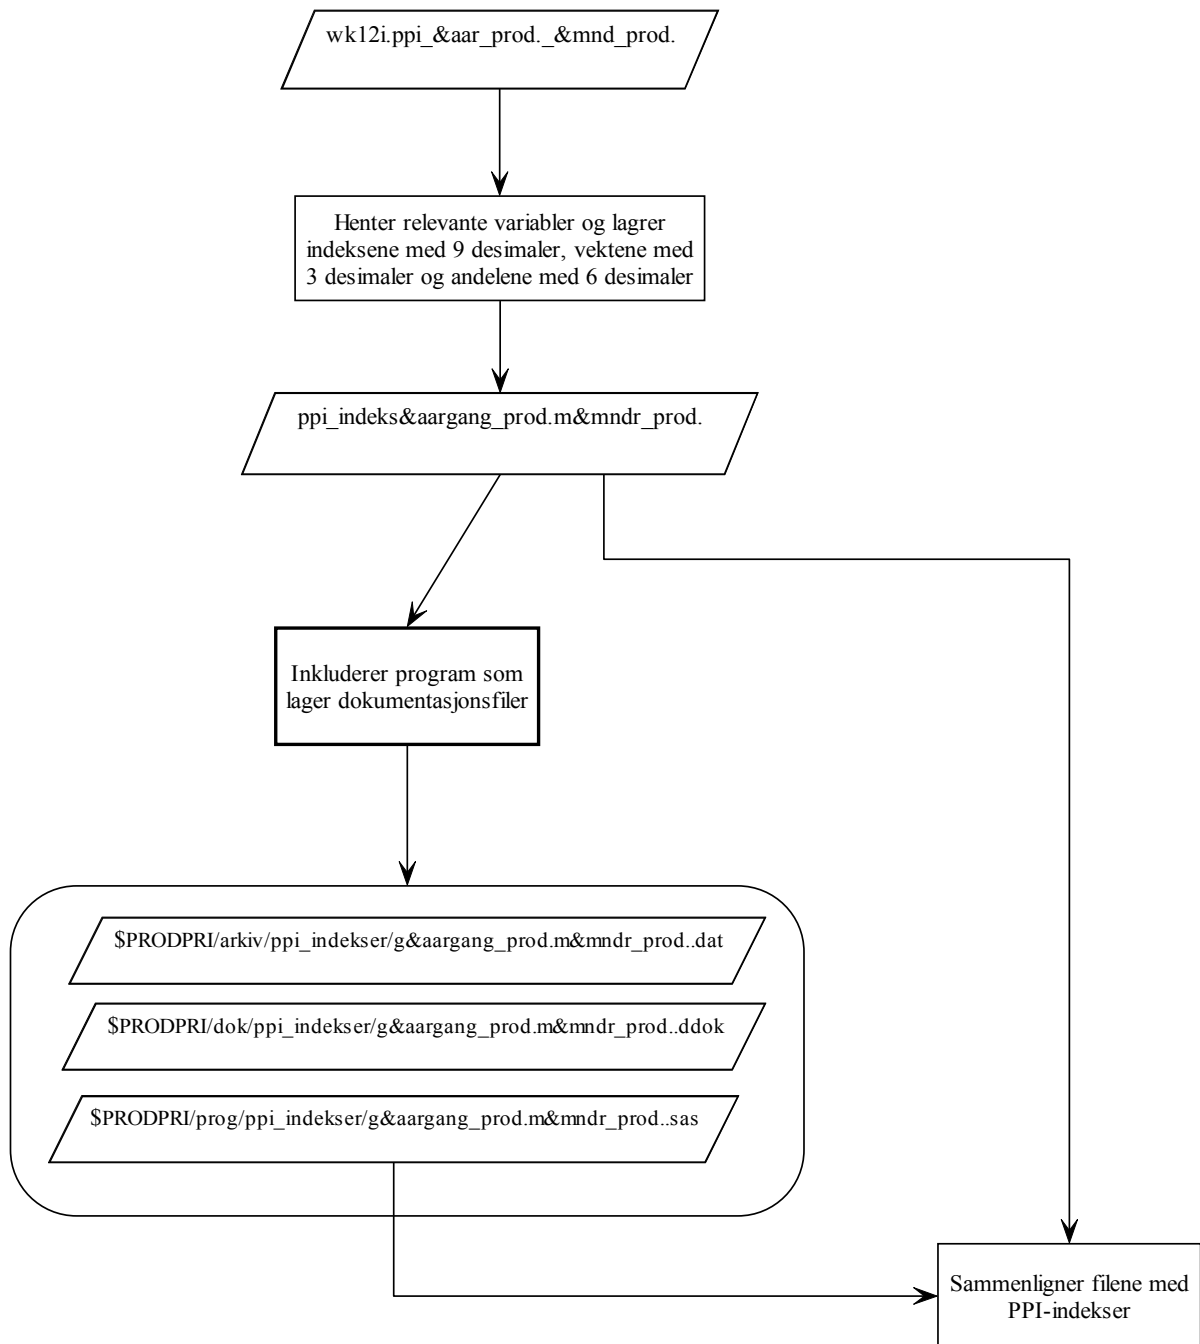 wk12i.ppi_&aar_prod._&mnd_prod.
Henter relevante variabler og lagrer
indeksene med 9 desimaler, vektene med
3 desimaler og andelene med 6 desimaler
ppi_indeks&aargang_prod.m&mndr_prod.
Inkluderer program som
lager dokumentasjonsfiler
$PRODPRI/arkiv/ppi_indekser/g&aargang_prod.m&mndr_prod..dat
$PRODPRI/dok/ppi_indekser/g&aargang_prod.m&mndr_prod..ddok
$PRODPRI/prog/ppi_indekser/g&aargang_prod.m&mndr_prod..sas
Sammenligner filene med
PPI-indekser